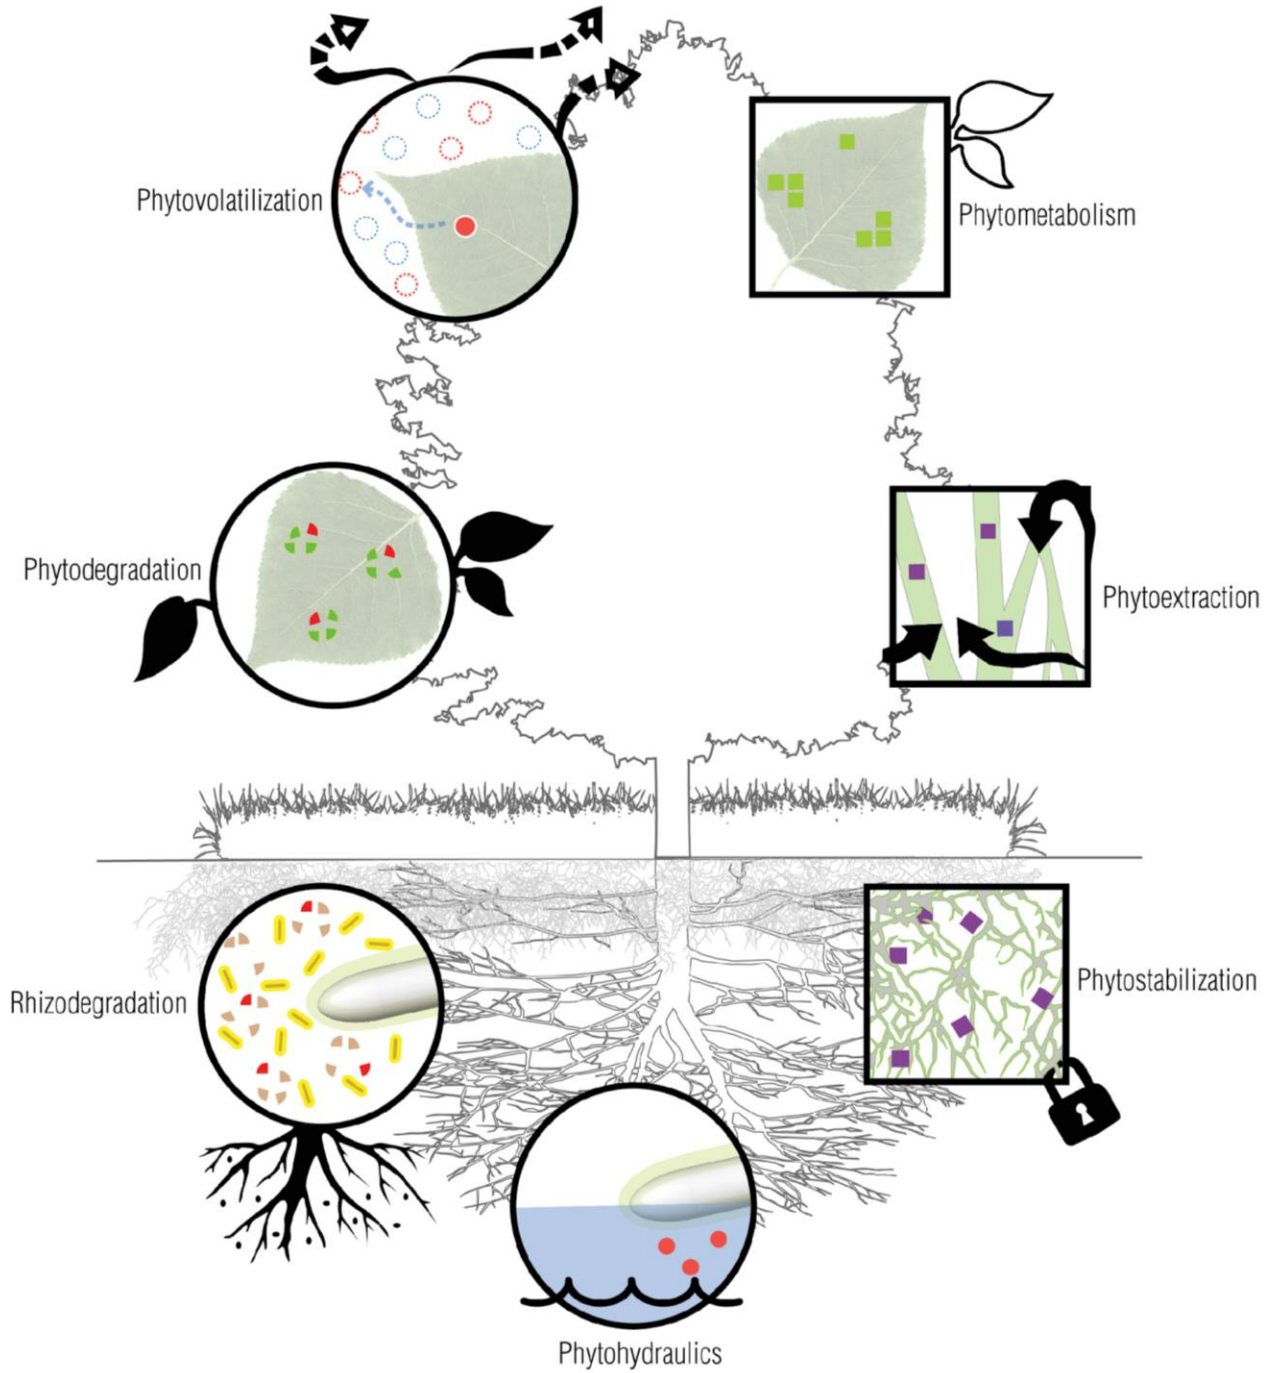 Phytovolatilization
Phytometabolism
Phytodegradation
Phytoextraction
Rhizodegradation
Phytostabilization
Phytohydraulics